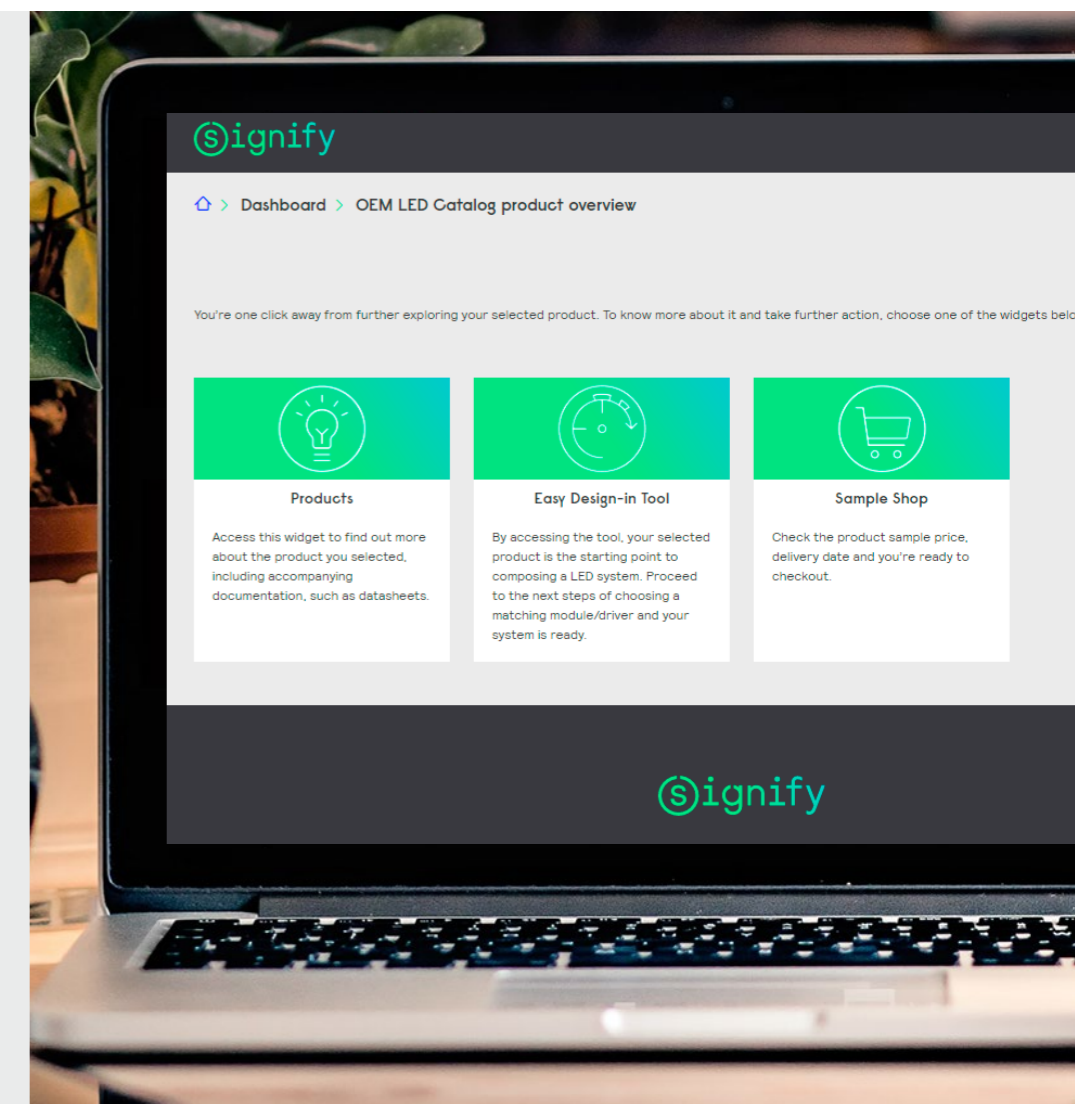 signify
Dashboard > OEM LED Catalog product overview
You're one click away from further exploring your selected product. To know more about it and take further action, choose one of the widgets belo
Products
Access this widget to find out more
about the product you selected,
including accompanying
documentation, such as datasheets.
Easy Design-in Tool
By accessing the tool, your selected
product is the starting point to
composing a LED system. Proceed
to the next steps of choosing a
matching module/driver and your
system is ready.
Sample Shop
Check the product sample price,
delivery date and you're ready to
checkout.
signify